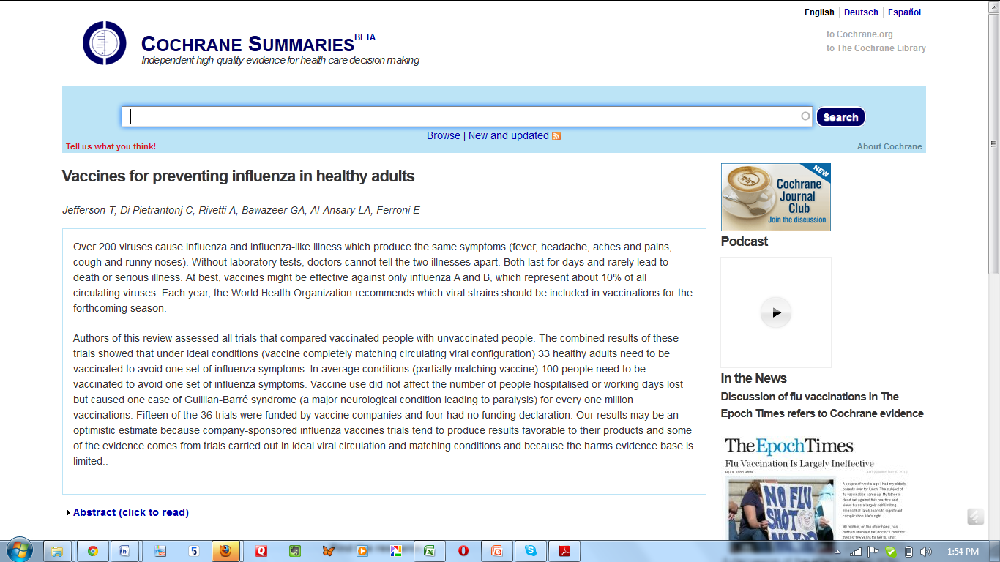 English Deutsch Español
to Cochrane.org
to The Cochrane Library
COCHRANE SUMMARIES BETA
Independent high-quality evidence for health care decision making
Search
Browse | New and updated
Tell us what you think!
About Cochrane
Vaccines for preventing influenza in healthy adults
Jefferson T, Di Pietrantonj C, Rivetti A, Bawazeer GA, Al-Ansary LA, Ferroni E
Over 200 viruses cause influenza and influenza-like illness which produce the same symptoms (fever, headache, aches and pains,
cough and runny noses). Without laboratory tests, doctors cannot tell the two illnesses apart. Both last for days and rarely lead to
death or serious illness. At best, vaccines might be effective against only influenza A and B, which represent about 10% of all
circulating viruses. Each year, the World Health Organization recommends which viral strains should be included in vaccinations for the
forthcoming season.
Authors of this review assessed all trials that compared vaccinated people with unvaccinated people. The combined results of these
trials showed that under ideal conditions (vaccine completely matching circulating viral configuration) 33 healthy adults need to be
vaccinated to avoid one set of influenza symptoms. In average conditions (partially matching vaccine) 100 people need to be
vaccinated to avoid one set of influenza symptoms. Vaccine use did not affect the number of people hospitalised or working days lost
but caused one case of Guillian-Barré syndrome (a major neurological condition leading to paralysis) for every one million
vaccinations. Fifteen of the 36 trials were funded by vaccine companies and four had no funding declaration. Our results may be an
optimistic estimate because company-sponsored influenza vaccines trials tend to produce results favorable to their products and some
of the evidence comes from trials carried out in ideal viral circulation and matching conditions and because the harms evidence base is
limited..
Abstract (click to read)
NEW
Cochrane
Journal
Club
Join the discussion
Podcast
In the News
Discussion of flu vaccinations in The
Epoch Times refers to Cochrane evidence
The Epoch Times
Flu Vaccination Is Largely Ineffective
By Dr. John Briffa
Last Updated: Dec 8, 2010
A couple of weeks ago I had my elderly
parents over for lunch. The subject of
flu vaccination came up. My father is
dead set against this practice and
views flu as a largely self-limiting
illness that rarely leads to significant
complication. He's right.
My mother, on the other hand, has
dutifully attended her doctor's clinic for
the last few years for her flu shot.
NO FLU
SHOT
1:54 PM